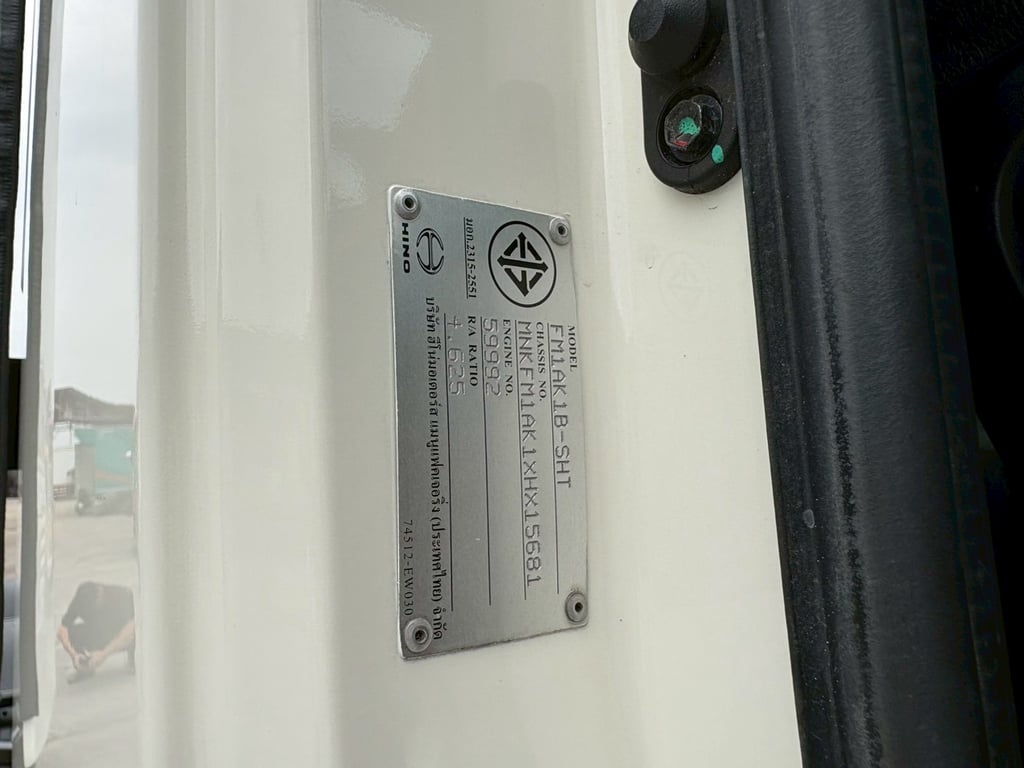 มอก.2315-2551
HINO
MODEL
FM1AK1B-SHT
CHASSIS NO.
MNKFM1AK1XHX15681
ENGINE NO.
59992
R/A RATIO
4.625
บริษัท ฮีโน่มอเตอร์ส แมนูแฟคเจอริ่ง (ประเทศไทย) จำกัด
74512-EW030